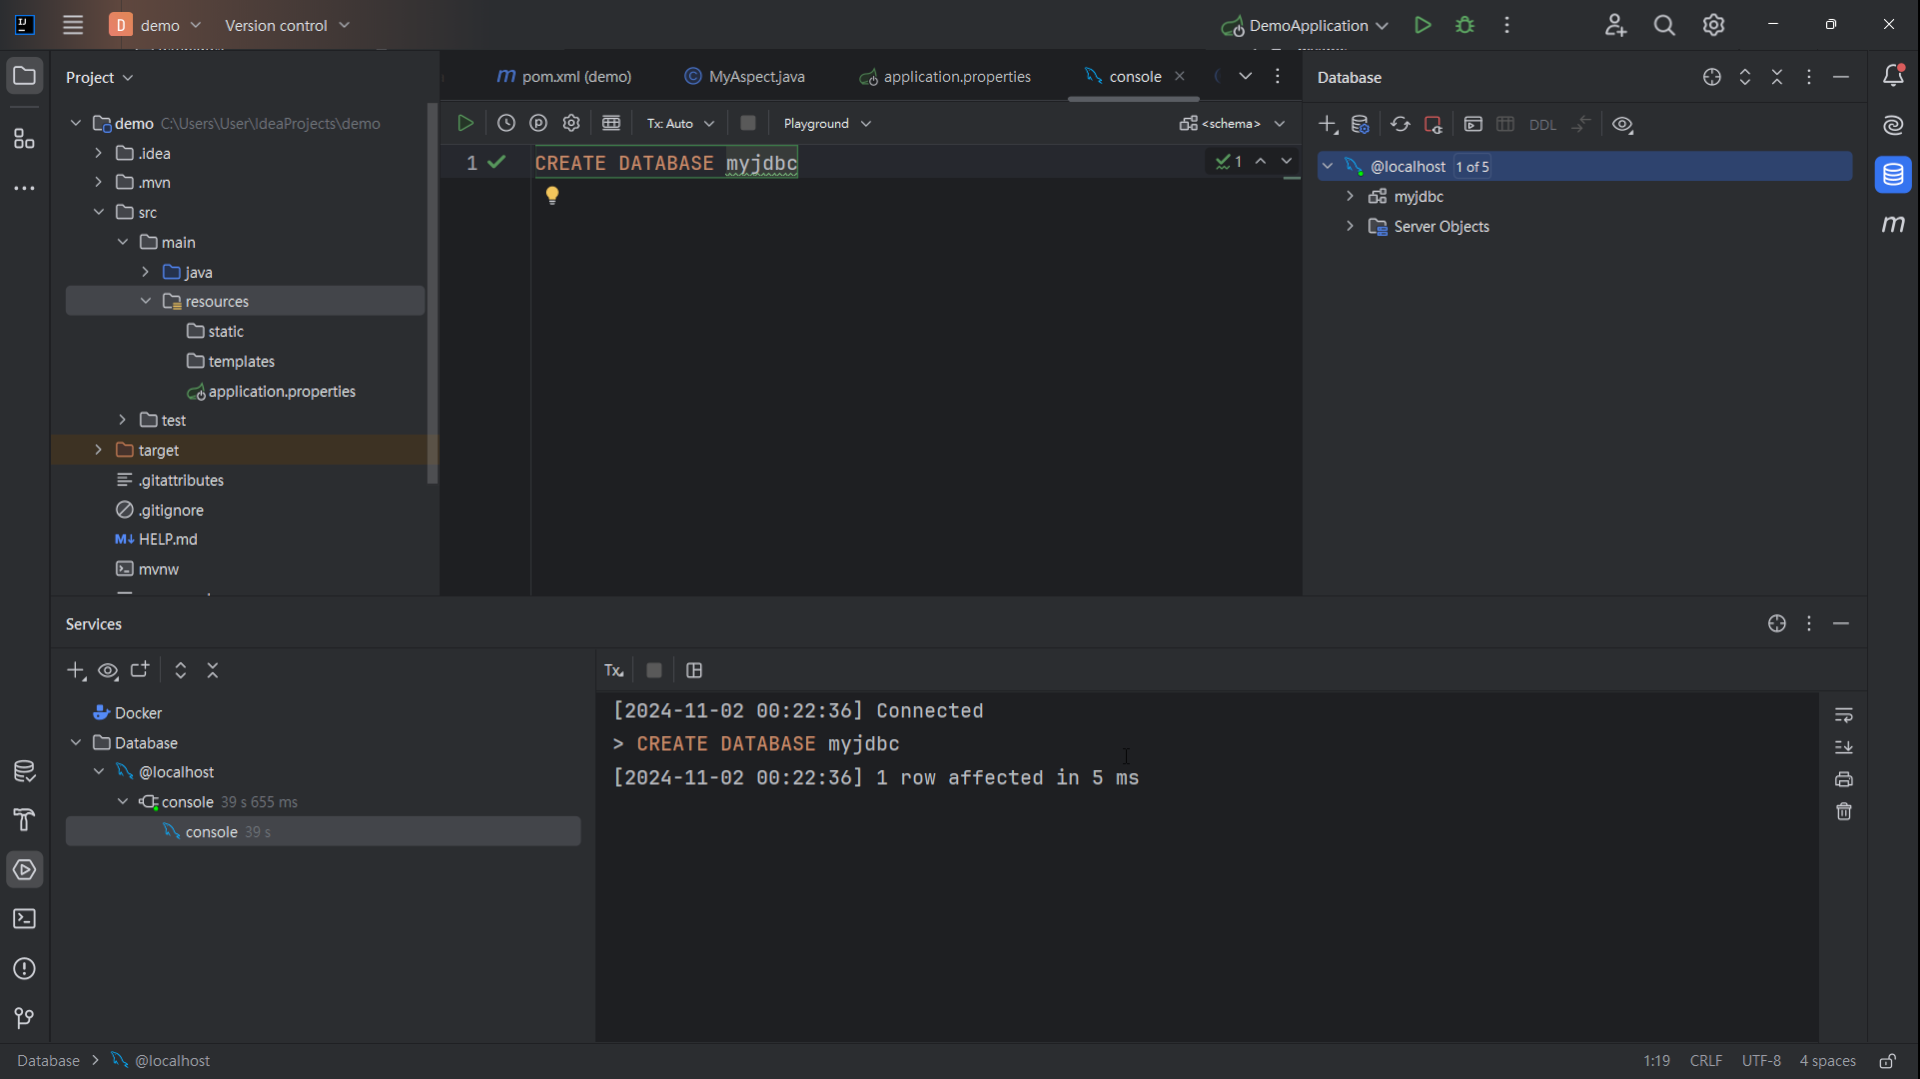 demo
Version control
DemoApplication
Project
pom.xml (demo)
MyAspect.java
application.properties
console
Database
demo C:\Users\User\IdeaProjects\demo
.idea
.mvn
src
main
java
resources
static
templates
application.properties
test
target
.gitattributes
.gitignore
HELP.md
mvnw
Tx: Auto
Playground
<schema>
DDL
1 CREATE DATABASE myjdbc
1
@localhost 1 of 5
myjdbc
Server Objects
Services
Docker
Database
@localhost
console 39 s 655 ms
console 39 s
Tx
[2024-11-02 00:22:36] Connected
> CREATE DATABASE myjdbc
[2024-11-02 00:22:36] 1 row affected in 5 ms
Database > @localhost
1:19 CRLF UTF-8 4 spaces